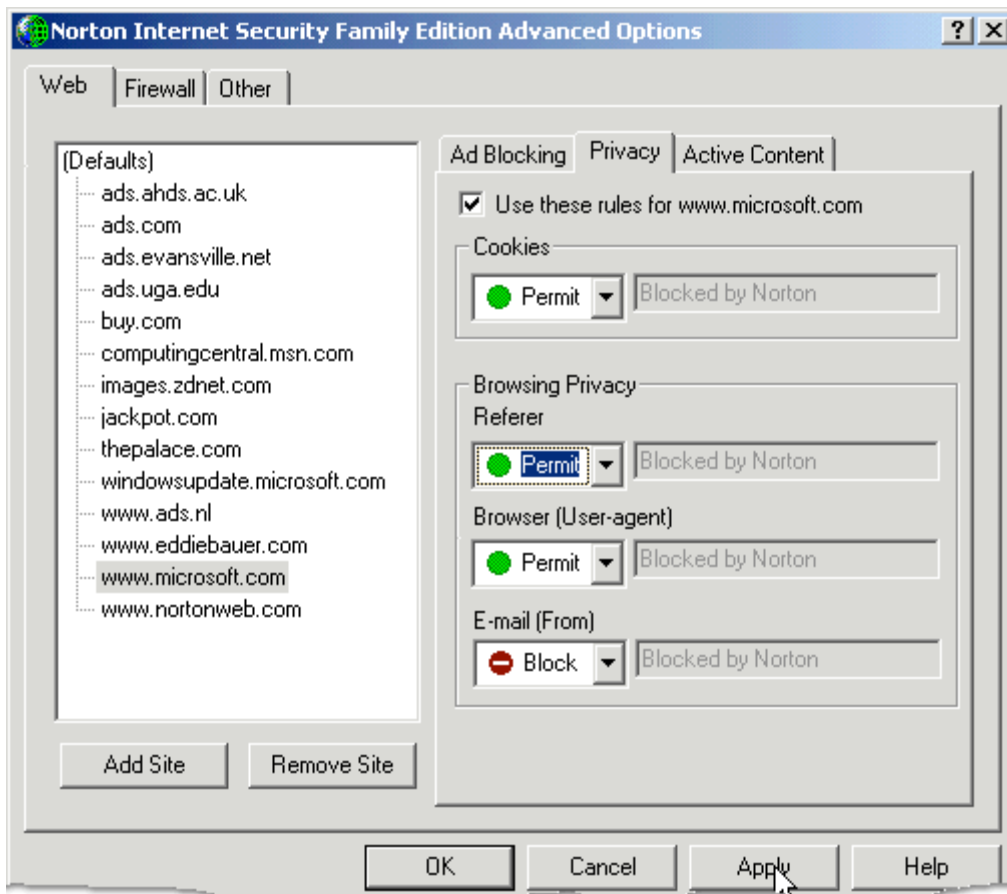 Norton Internet Security Family Edition Advanced Options
Web Firewall Other
(Defaults)
ads.ahds.ac.uk
ads.com
ads.evansville.net
ads.uga.edu
buy.com
computingcentral.msn.com
images.zdnet.com
jackpot.com
thepalace.com
windowsupdate.microsoft.com
www.ads.nl
www.eddiebauer.com
www.microsoft.com
www.nortonweb.com
Add Site Remove Site
Ad Blocking Privacy Active Content
Use these rules for www.microsoft.com
Cookies
Permit Blocked by Norton
Browsing Privacy
Referer
Permit Blocked by Norton
Browser (User-agent)
Permit Blocked by Norton
E-mail (From)
Block Blocked by Norton
OK Cancel Apply Help